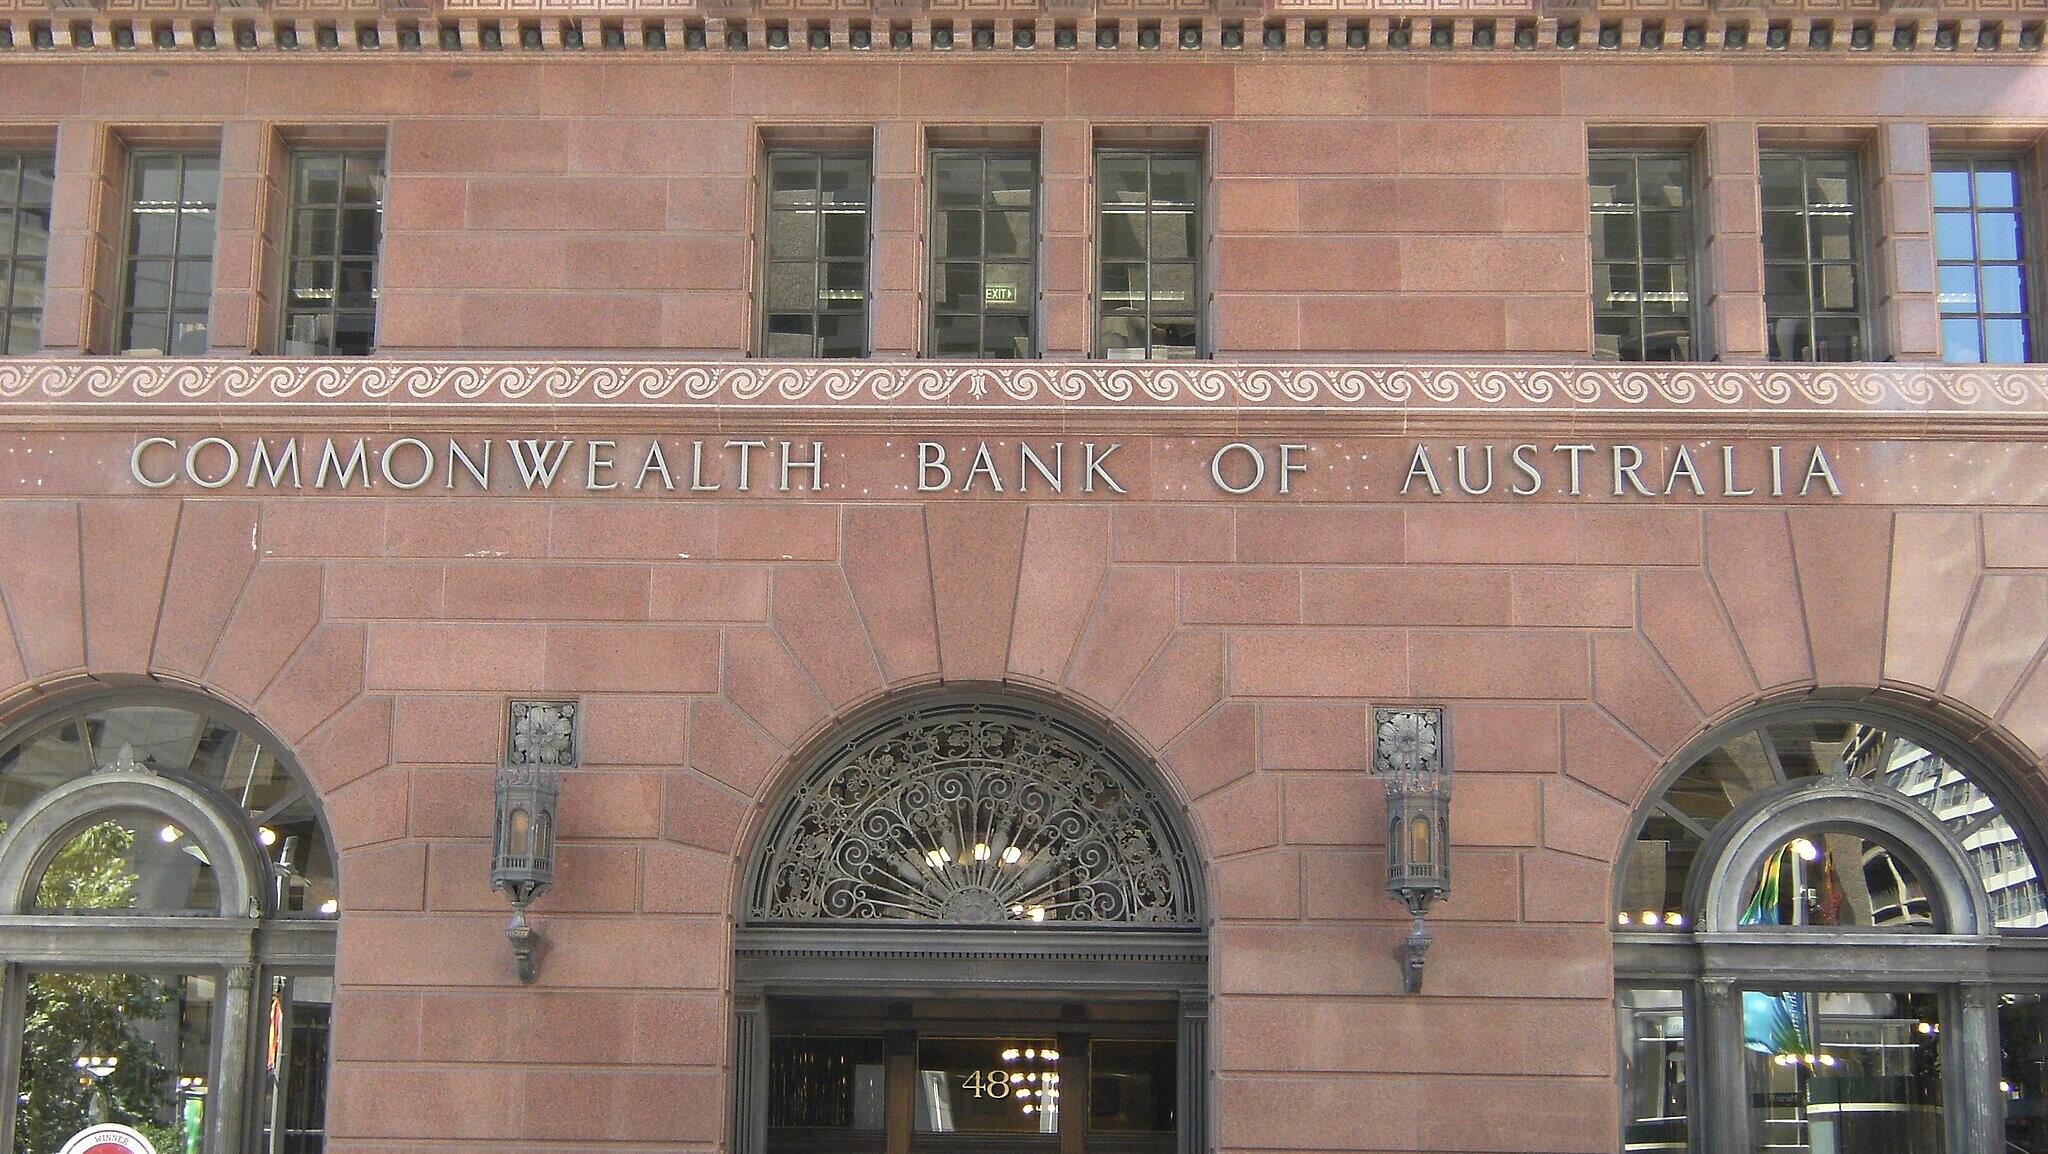 EXIT
COMMONWEALTH BANK OF AUSTRALIA
48
WINNER